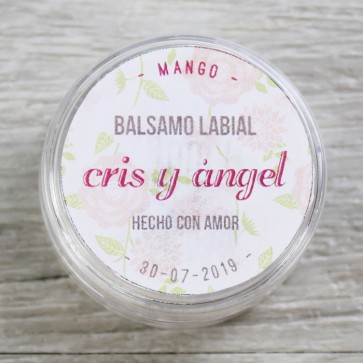 - MANGO -
BALSAMO LABIAL
cris y ángel
HECHO CON AMOR
- 30-07-2019 -